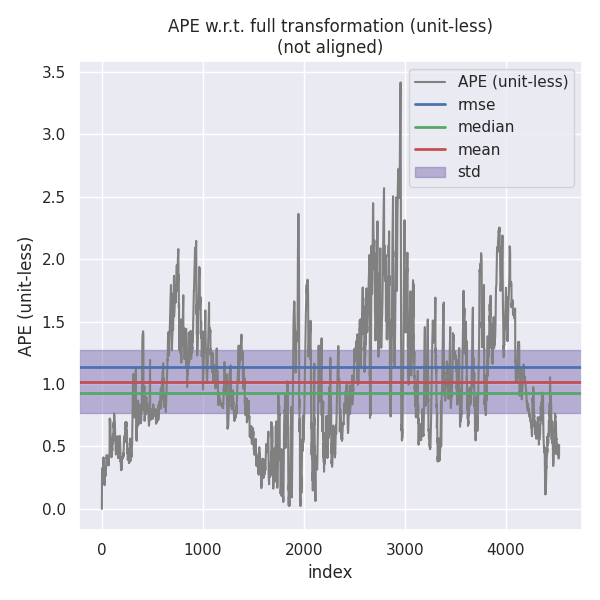 APE w.r.t. full transformation (unit-less)
(not aligned)
APE (unit-less)
rmse
median
mean
std
3.5
3.0
2.5
2.0
1.5
1.0
0.5
0.0
APE (unit-less)
0
1000
2000
3000
4000
index